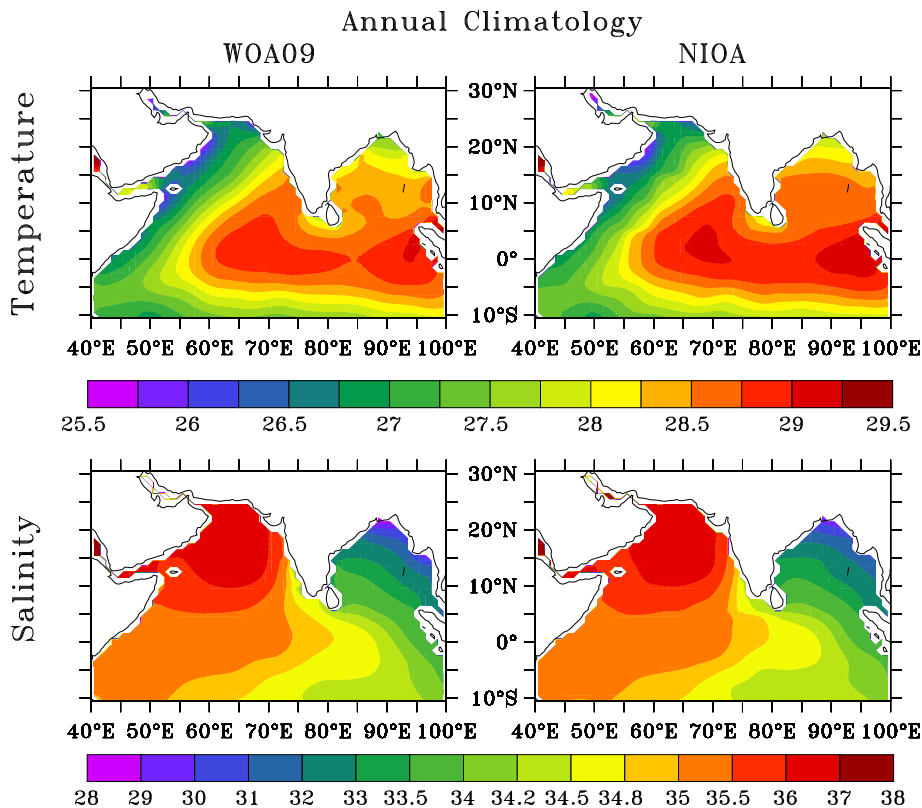 Annual Climatology
WOA09 NIOA
Temperature
30°N
20°N
10°N
0°
10°S
40°E 50°E 60°E 70°E 80°E 90°E 100°E 40°E 50°E 60°E 70°E 80°E 90°E 100°E
25.5 26 26.5 27 27.5 28 28.5 29 29.5
Salinity
30°N
20°N
10°N
0°
10°S
40°E 50°E 60°E 70°E 80°E 90°E 100°E 40°E 50°E 60°E 70°E 80°E 90°E 100°E
28 29 30 31 32 33 33.5 34 34.2 34.5 34.8 35 35.5 36 37 38